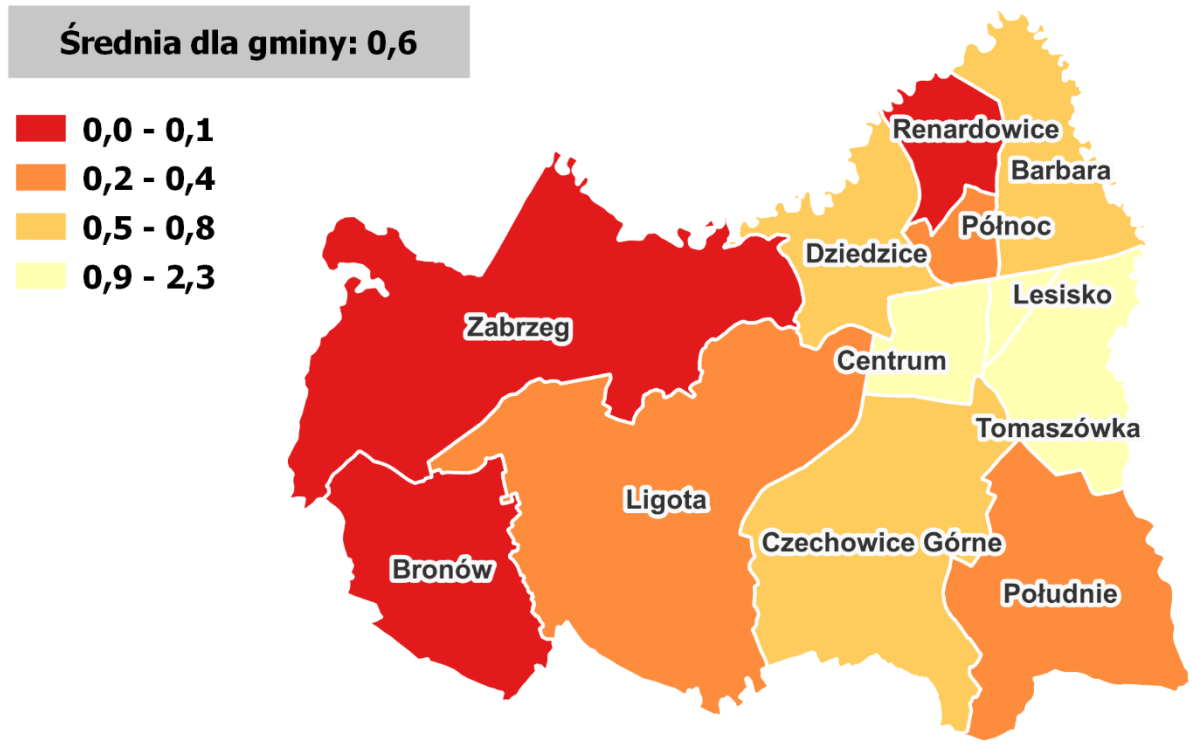 Średnia dla gminy: 0,6
0,0 - 0,1
0,2 - 0,4
0,5 - 0,8
0,9 - 2,3
Renardowice
Barbara
Północ
Dziedzice
Lesisko
Zabrzeg
Centrum
Tomaszówka
Ligota
Czechowice Górne
Bronów
Południe